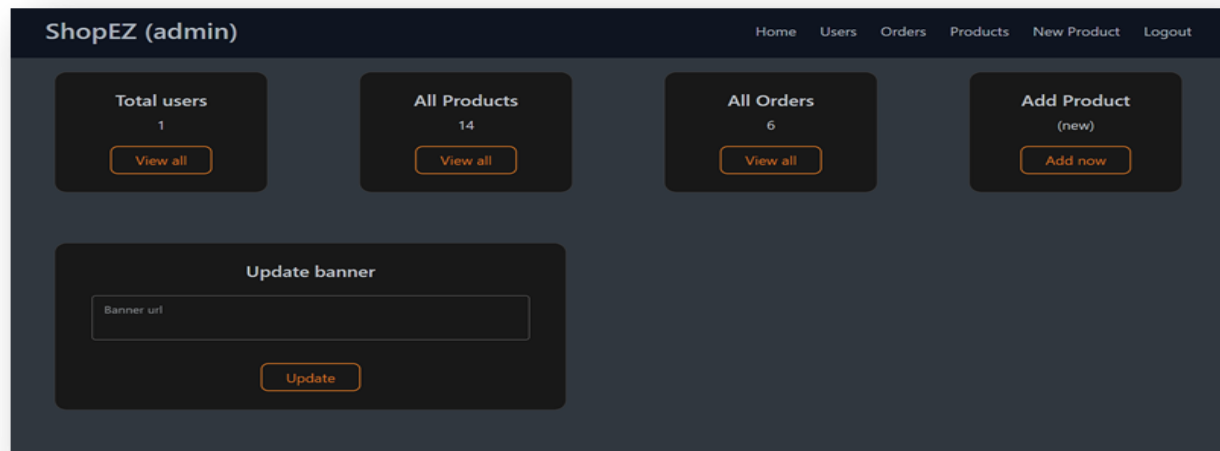 ShopEZ (admin)
Home Users Orders Products New Product Logout
Total users
1
View all
All Products
14
View all
All Orders
6
View all
Add Product
(new)
Add now
Update banner
Banner url
Update